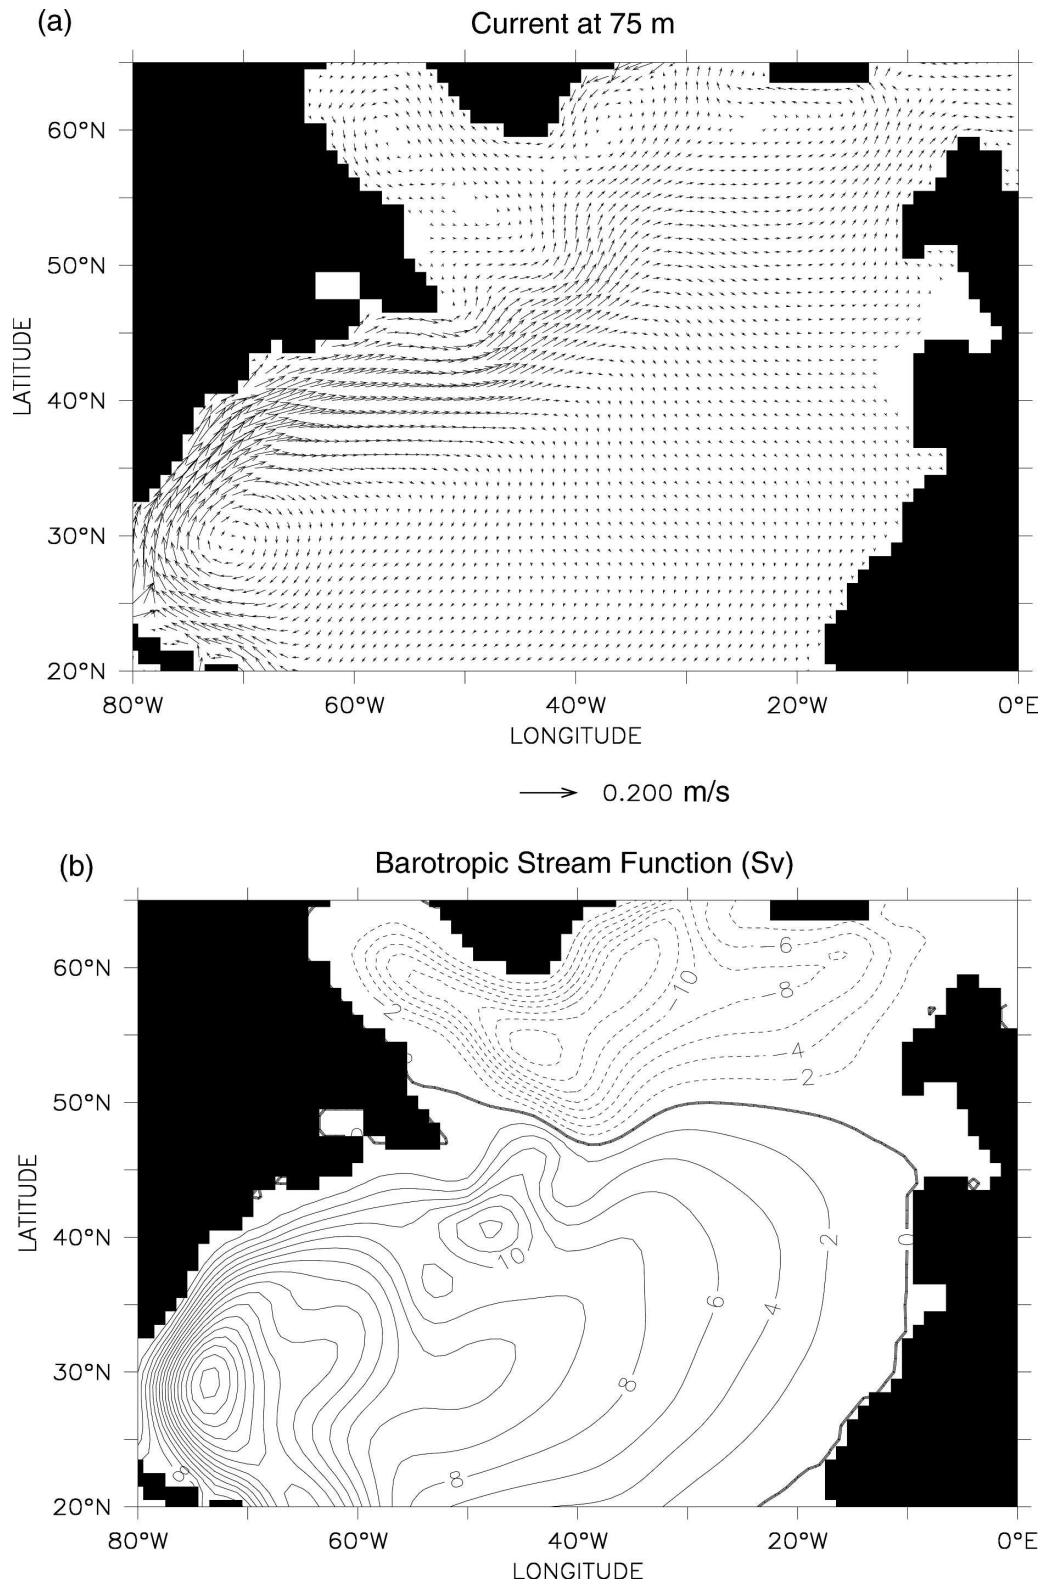 (a)
Current at 75 m
60°N
50°N
40°N
30°N
20°N
LATITUDE
80°W 60°W 40°W 20°W 0°E
LONGITUDE
0.200 m/s
(b)
Barotropic Stream Function (Sv)
60°N
50°N
40°N
30°N
20°N
LATITUDE
6
10
8
2
4
2
0
2
10
6
4
8
8
80°W 60°W 40°W 20°W 0°E
LONGITUDE